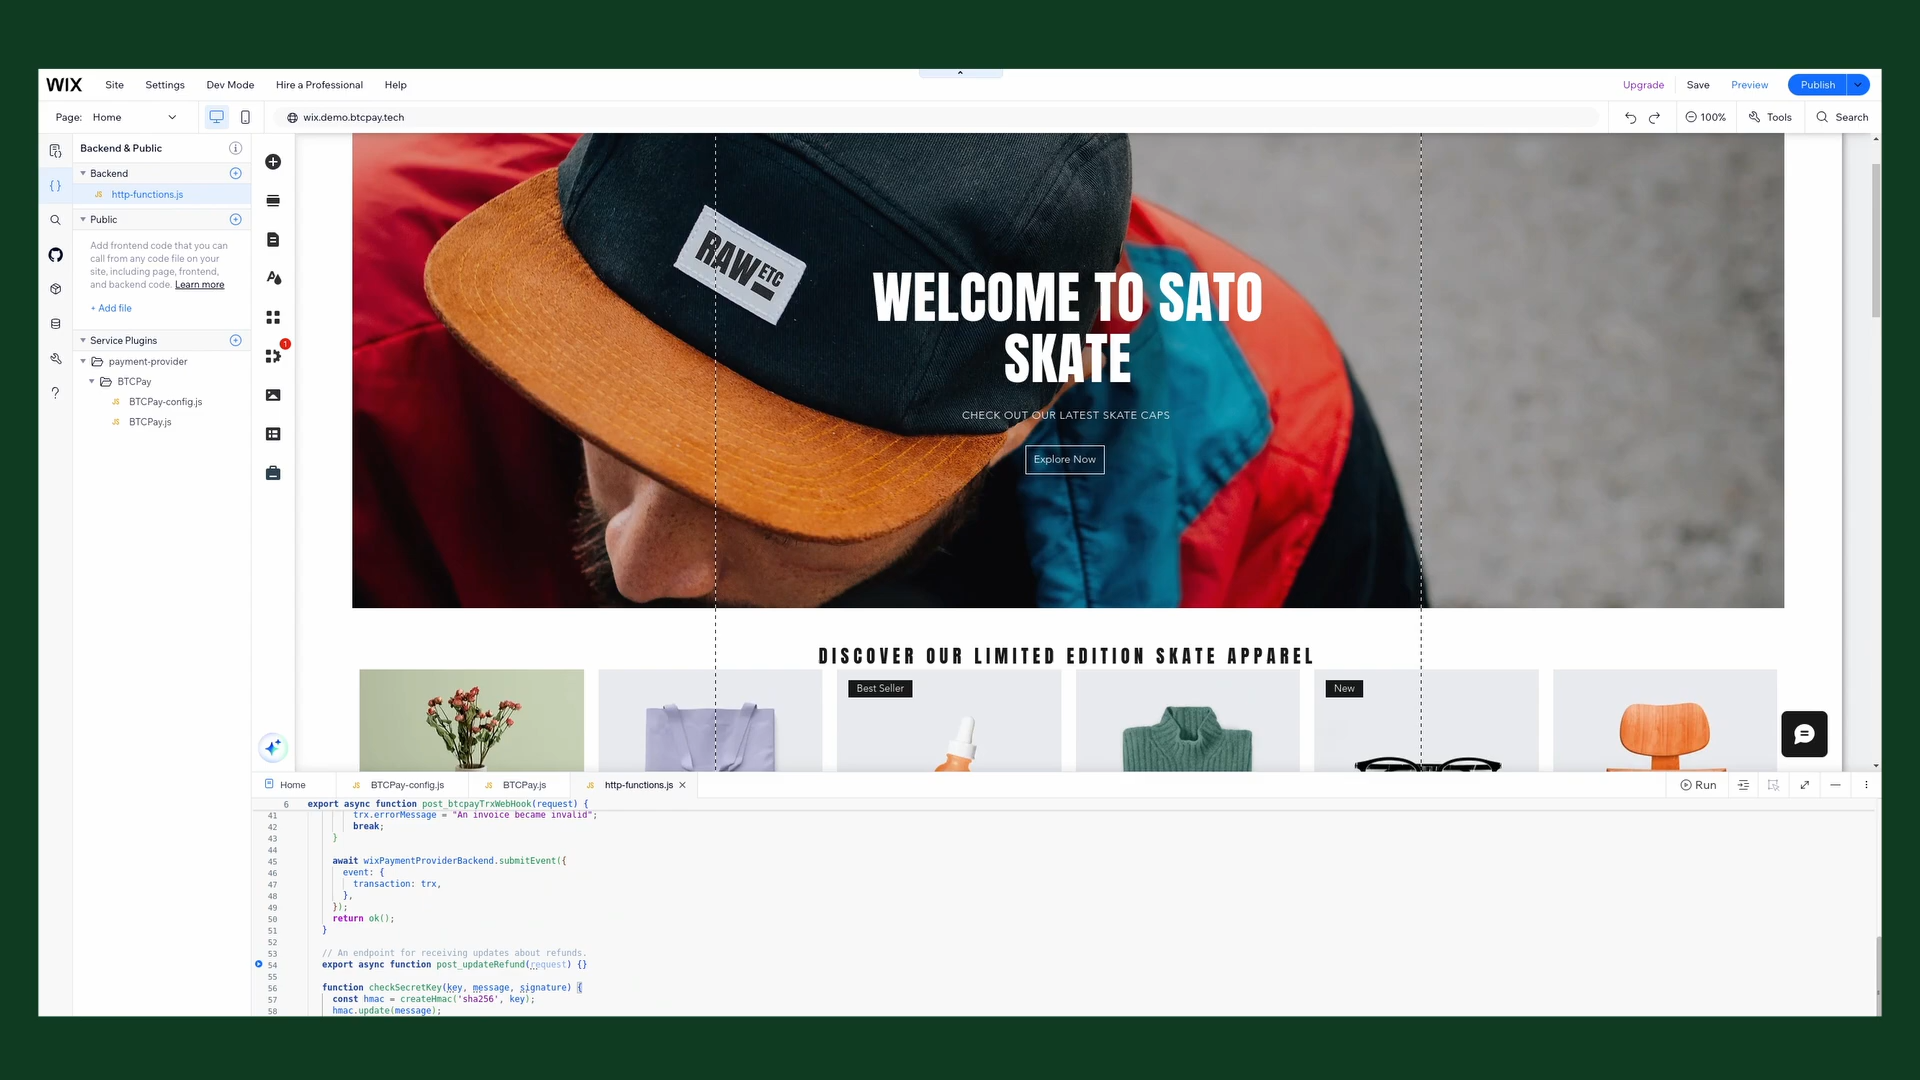 WIX Site Settings Dev Mode Hire a Professional Help Upgrade Save Preview Publish
Page: Home wix.demo.btcpay.tech 100% Tools Search
Backend & Public
Backend
http-functions.js
Public
Add frontend code that you can
call from any code file on your
site, including page, frontend,
and backend code. Learn more
+ Add file
Service Plugins
payment-provider
BTCPay
BTCPay-config.js
BTCPay.js
1
RAW ETC
WELCOME TO SATO
SKATE
CHECK OUT OUR LATEST SKATE CAPS
Explore Now
DISCOVER OUR LIMITED EDITION SKATE APPAREL
Best Seller
New
Home BTCPay-config.js BTCPay.js http-functions.js Run
6 export async function post_btcpayTrxWebHook(request) {
41 trx.errorMessage = "An invoice became invalid";
42 break;
43 }
44
45 await wixPaymentProviderBackend.submitEvent({
46 event: {
47 transaction: trx,
48 },
49 });
50 return ok();
51 }
52
53 // An endpoint for receiving updates about refunds.
54 export async function post_updateRefund(request) {}
55
56 function checkSecretKey(key, message, signature) {
57 const hmac = createHmac('sha256', key);
58 hmac.update(message);